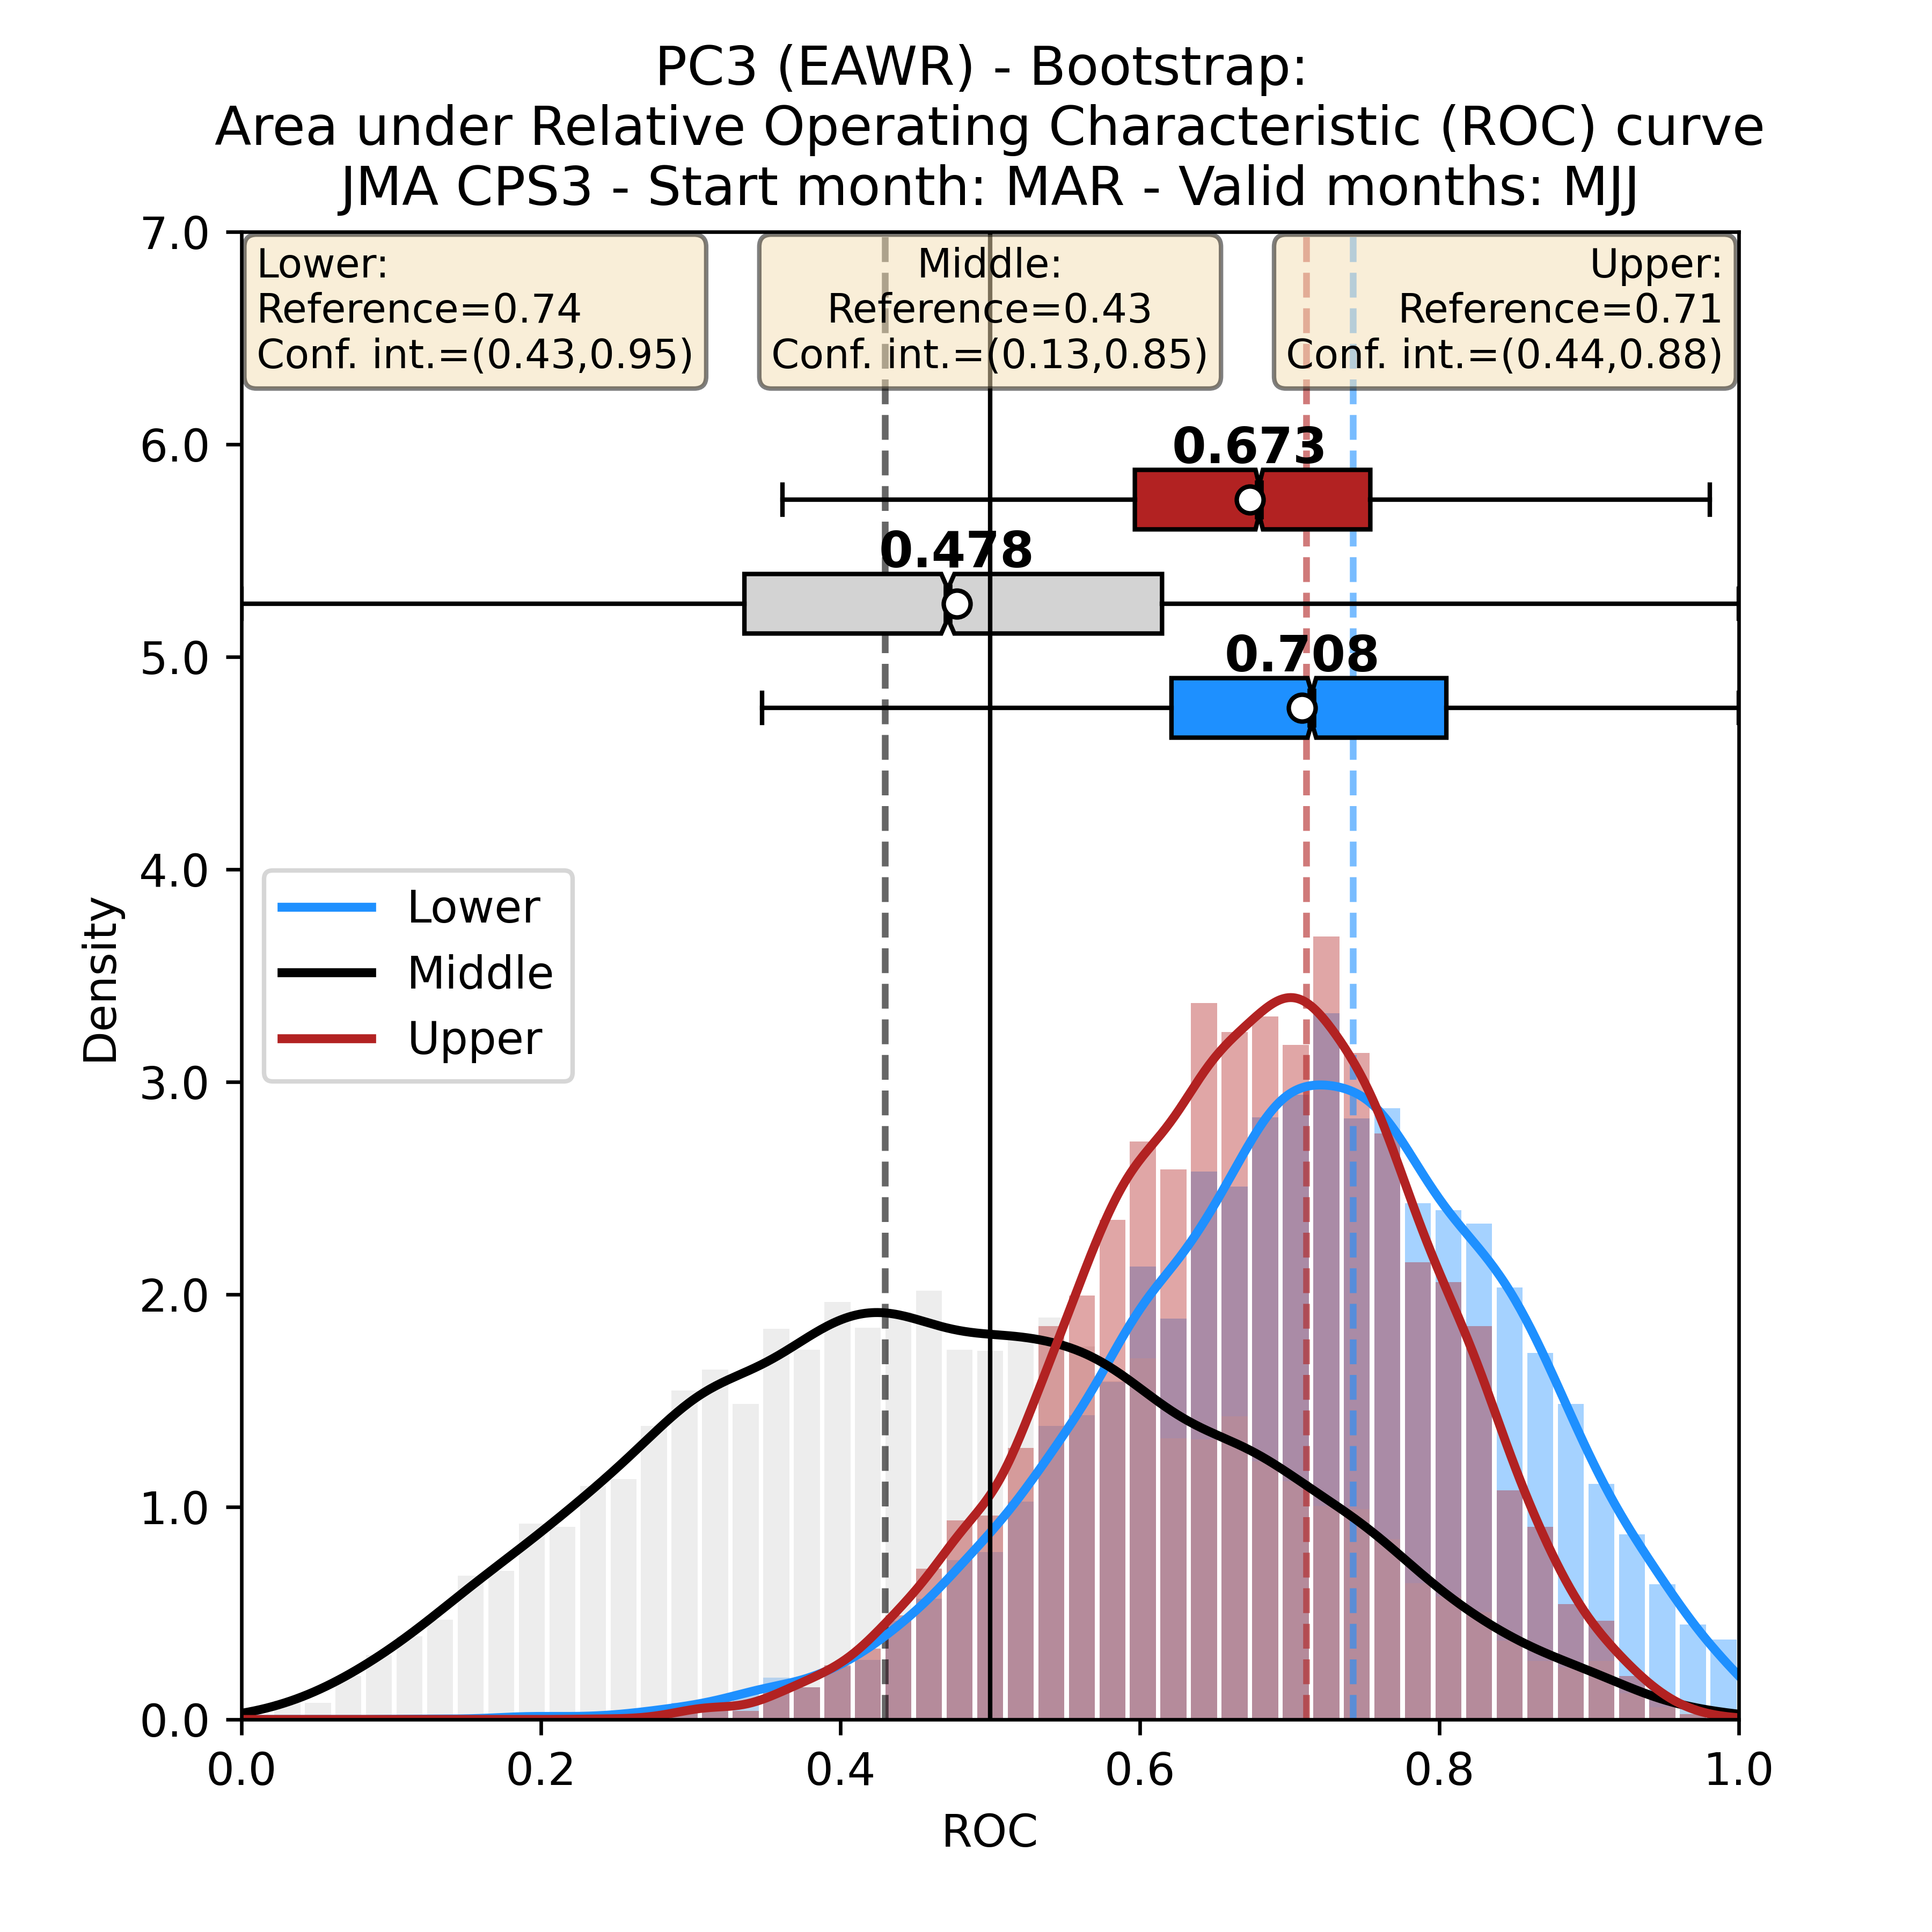 PC3 (EAWR) - Bootstrap:
Area under Relative Operating Characteristic (ROC) curve
JMA CPS3 - Start month: MAR - Valid months: MJJ
Lower:
Reference=0.74
Conf. int.=(0.43,0.95)
Middle:
Reference=0.43
Conf. int.=(0.13,0.85)
Upper:
Reference=0.71
Conf. int.=(0.44,0.88)
0.673
0.478
0.708
Lower
Middle
Upper
Density
7.0
6.0
5.0
4.0
3.0
2.0
1.0
0.0
0.0 0.2 0.4 0.6 0.8 1.0
ROC